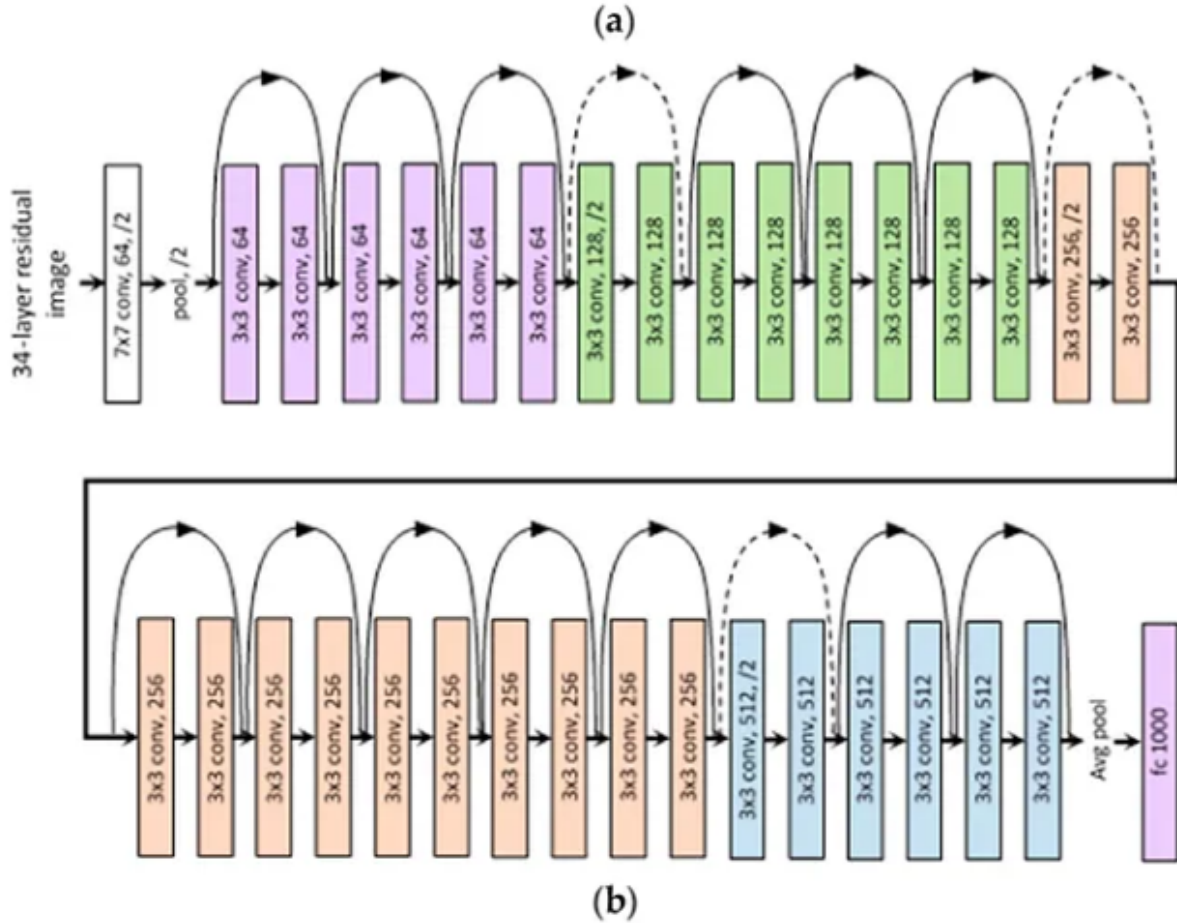 (a)
34-layer residual
image
7x7 conv, 64, /2
pool, /2
3x3 conv, 64
3x3 conv, 64
3x3 conv, 64
3x3 conv, 64
3x3 conv, 64
3x3 conv, 64
3x3 conv, 128, /2
3x3 conv, 128
3x3 conv, 128
3x3 conv, 128
3x3 conv, 128
3x3 conv, 128
3x3 conv, 128
3x3 conv, 128
3x3 conv, 256, /2
3x3 conv, 256
3x3 conv, 256
3x3 conv, 256
3x3 conv, 256
3x3 conv, 256
3x3 conv, 256
3x3 conv, 256
3x3 conv, 256
3x3 conv, 256
3x3 conv, 256
3x3 conv, 256
3x3 conv, 512, /2
3x3 conv, 512
3x3 conv, 512
3x3 conv, 512
3x3 conv, 512
3x3 conv, 512
Avg pool
fc 1000
(b)